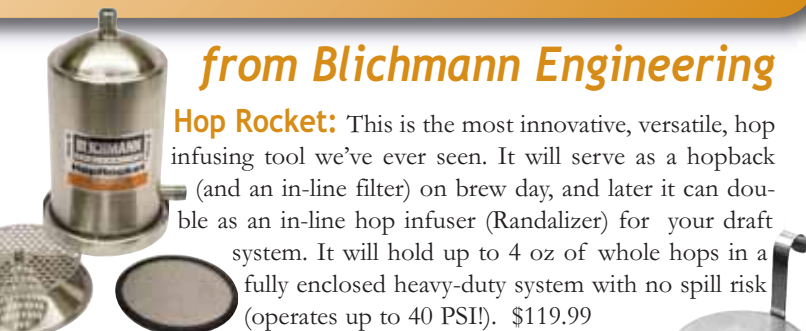 from Blichmann Engineering
Hop Rocket: This is the most innovative, versatile, hop
infusing tool we've ever seen. It will serve as a hopback
(and an in-line filter) on brew day, and later it can dou-
ble as an in-line hop infuser (Randalizer) for your draft
system. It will hold up to 4 oz of whole hops in a
fully enclosed heavy-duty system with no spill risk
(operates up to 40 PSI!). $119.99
BLICHMANN
HopRocket